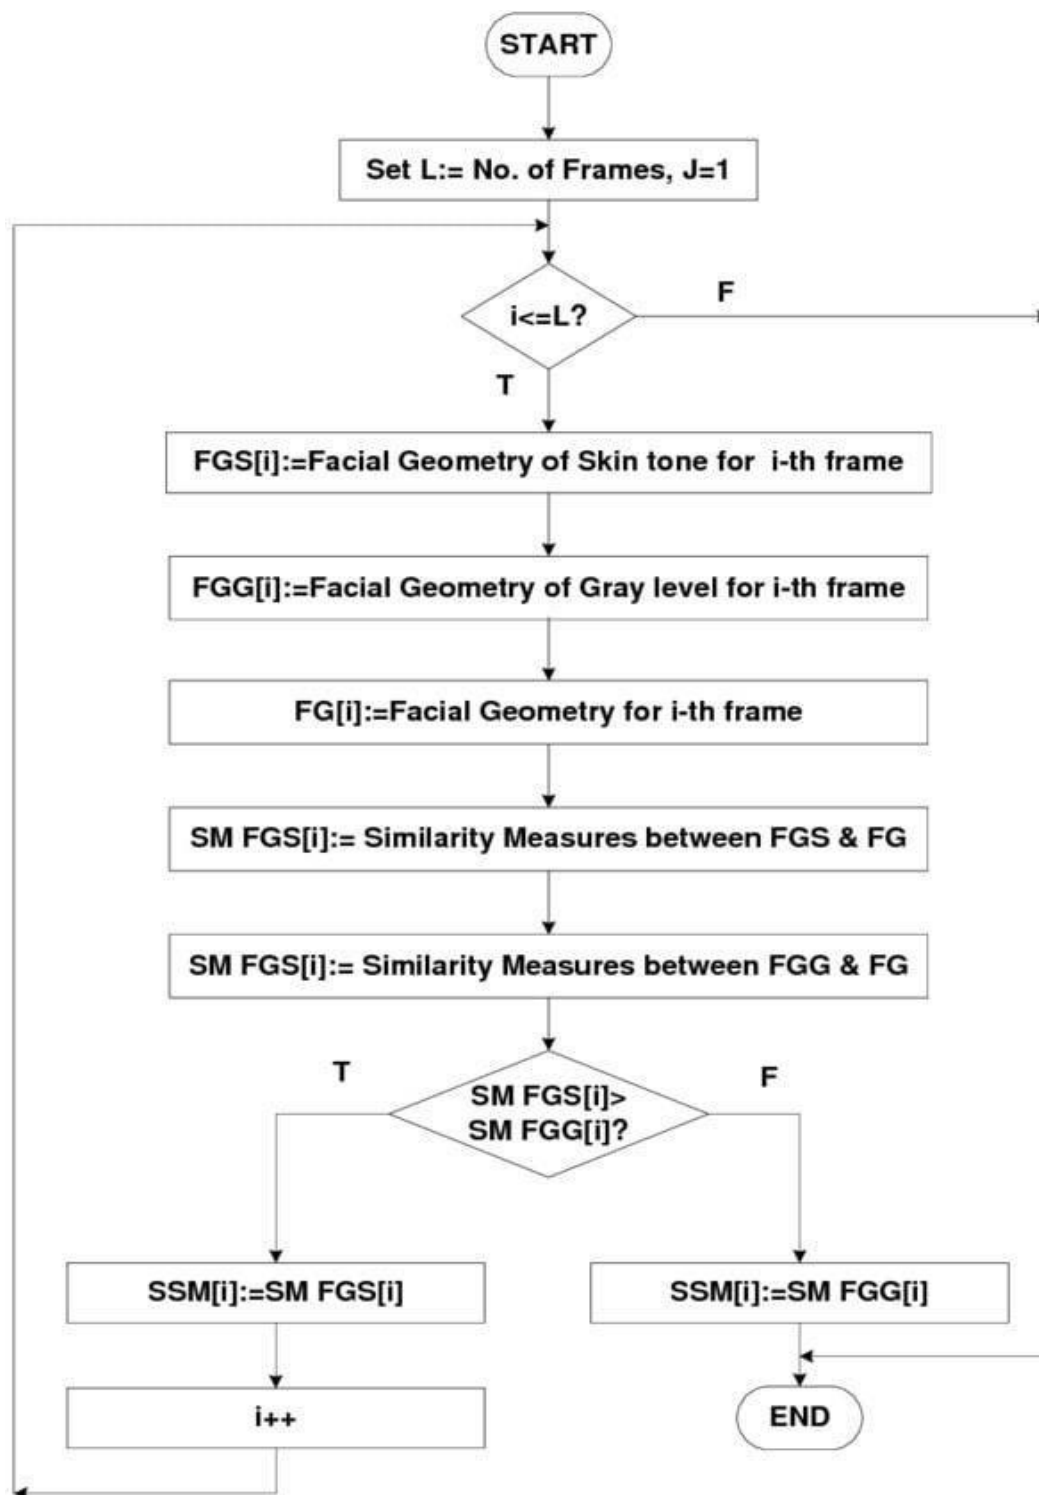 START
Set L:= No. of Frames, J=1
i<=L?
F
T
FGS[i]:=Facial Geometry of Skin tone for i-th frame
FGG[i]:=Facial Geometry of Gray level for i-th frame
FG[i]:=Facial Geometry for i-th frame
SM FGS[i]:= Similarity Measures between FGS & FG
SM FGS[i]:= Similarity Measures between FGG & FG
T
F
SM FGS[i]>
SM FGG[i]?
SSM[i]:=SM FGS[i]
SSM[i]:=SM FGG[i]
i++
END